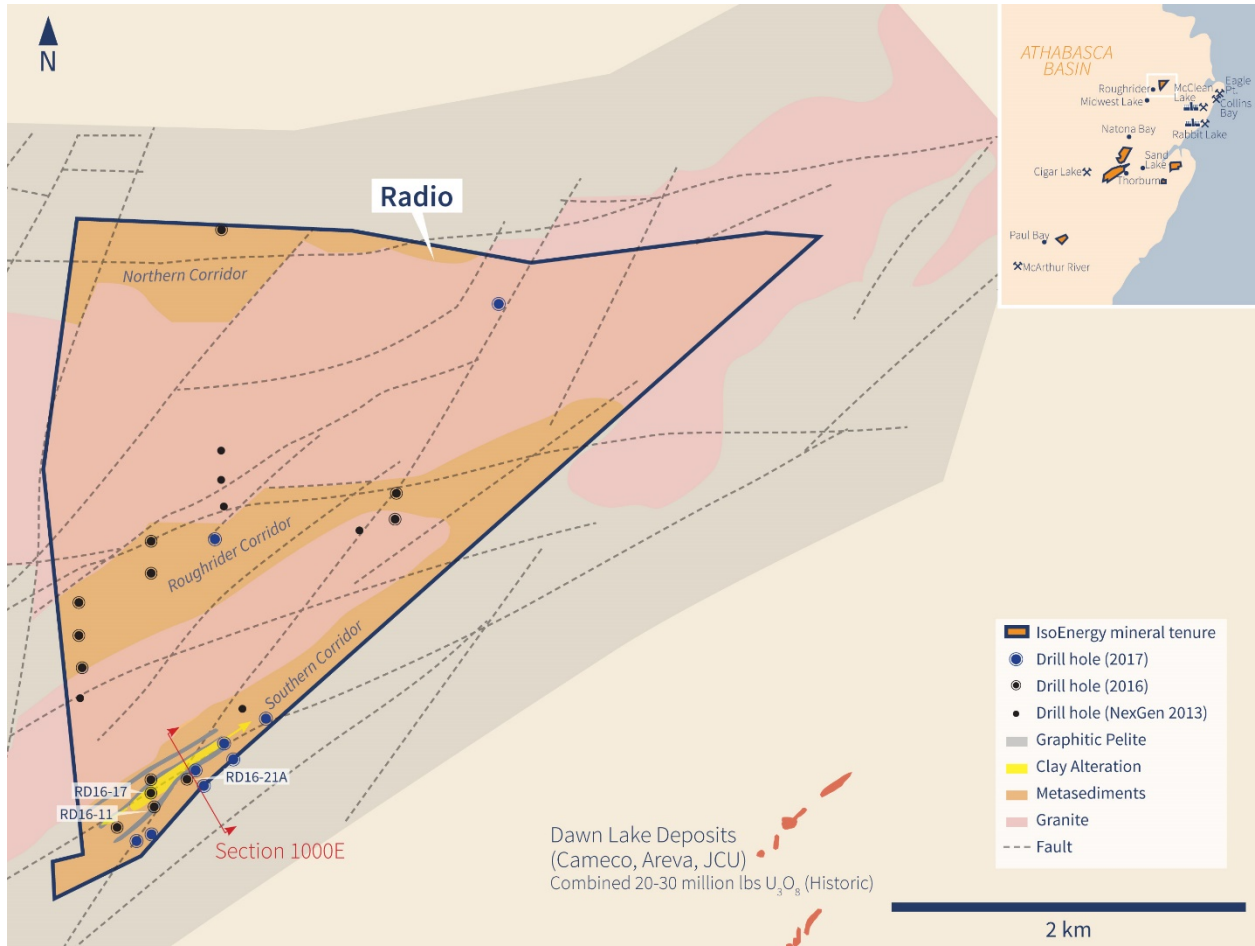 N
Radio
Northern Corridor
Roughrider Corridor
Southern Corridor
RD16-21A
RD16-17
RD16-11
Section 1000E
Dawn Lake Deposits
(Cameco, Areva, JCU)
Combined 20-30 million lbs U₃O₈ (Historic)
ATHABASCA
BASIN
Roughrider
Midwest Lake
McClean
Lake
Eagle
Pt.
Collins
Bay
Rabbit Lake
Natona Bay
Sand
Lake
Cigar Lake
Thorburn
Paul Bay
McArthur River
IsoEnergy mineral tenure
Drill hole (2017)
Drill hole (2016)
Drill hole (NexGen 2013)
Graphitic Pelite
Clay Alteration
Metasediments
Granite
Fault
2 km